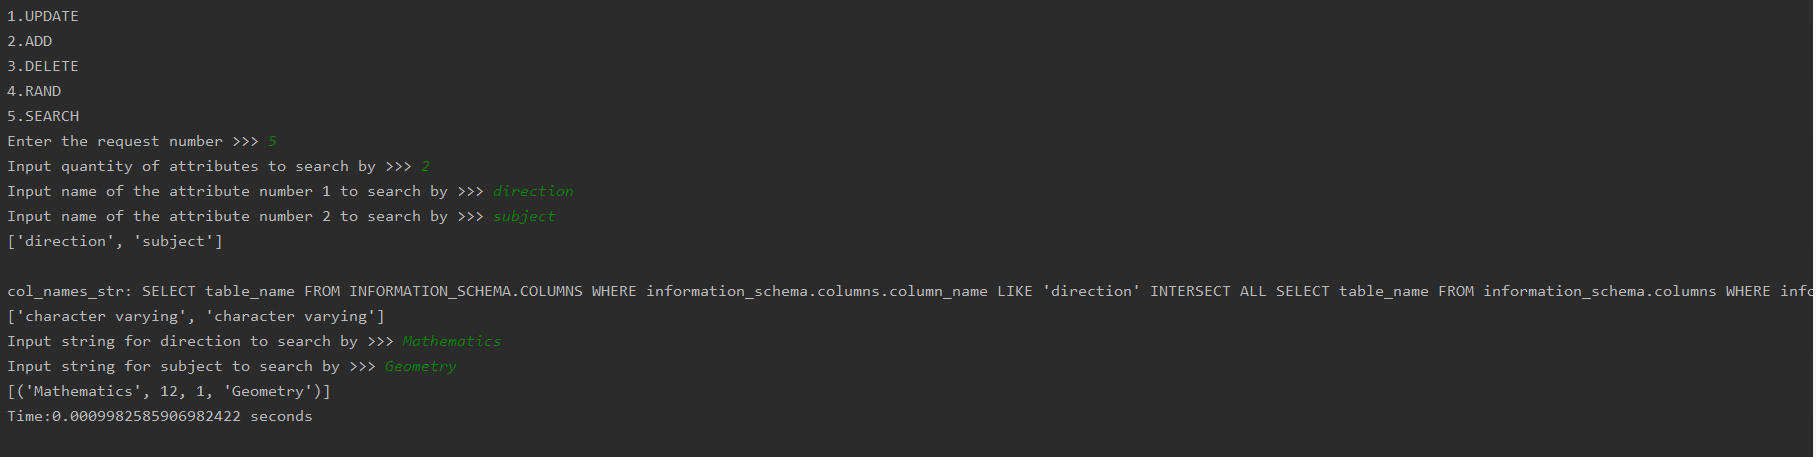 1.UPDATE
2.ADD
3.DELETE
4.RAND
5.SEARCH
Enter the request number >>> 5
Input quantity of attributes to search by >>> 2
Input name of the attribute number 1 to search by >>> direction
Input name of the attribute number 2 to search by >>> subject
['direction', 'subject']
col_names_str: SELECT table_name FROM INFORMATION_SCHEMA.COLUMNS WHERE information_schema.columns.column_name LIKE 'direction' INTERSECT ALL SELECT table_name FROM information_schema.columns WHERE info
['character varying', 'character varying']
Input string for direction to search by >>> Mathematics
Input string for subject to search by >>> Geometry
[('Mathematics', 12, 1, 'Geometry')]
Time:0.0009982585906982422 seconds